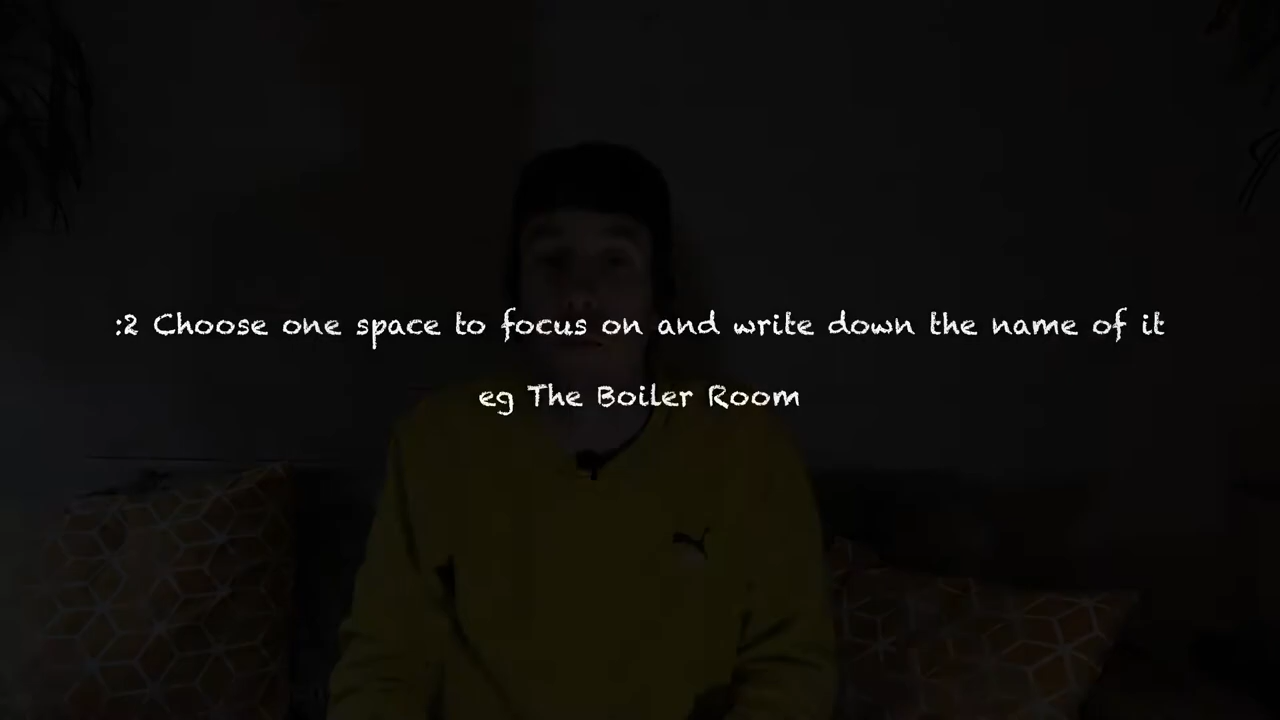 :2 Choose one space to focus on and write down the name of it
eg The Boiler Room